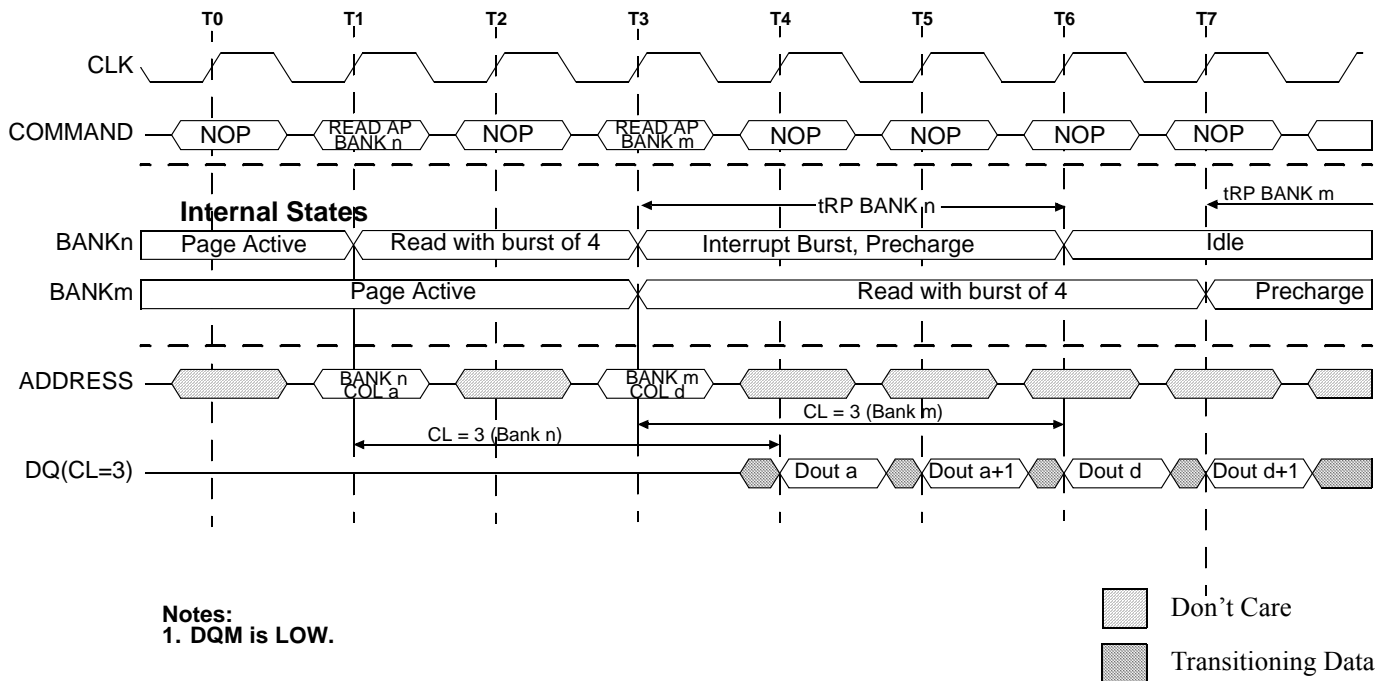 T0 T1 T2 T3 T4 T5 T6 T7
CLK
COMMAND NOP READ AP BANK n NOP READ AP BANK m NOP NOP NOP NOP
tRP BANK n tRP BANK m
Internal States
BANKn Page Active Read with burst of 4 Interrupt Burst, Precharge Idle
BANKm Page Active Read with burst of 4 Precharge
ADDRESS BANK n COL a BANK m COL d
CL = 3 (Bank m)
CL = 3 (Bank n)
DQ(CL=3) Dout a Dout a+1 Dout d Dout d+1
Notes:
1. DQM is LOW.
Don't Care
Transitioning Data